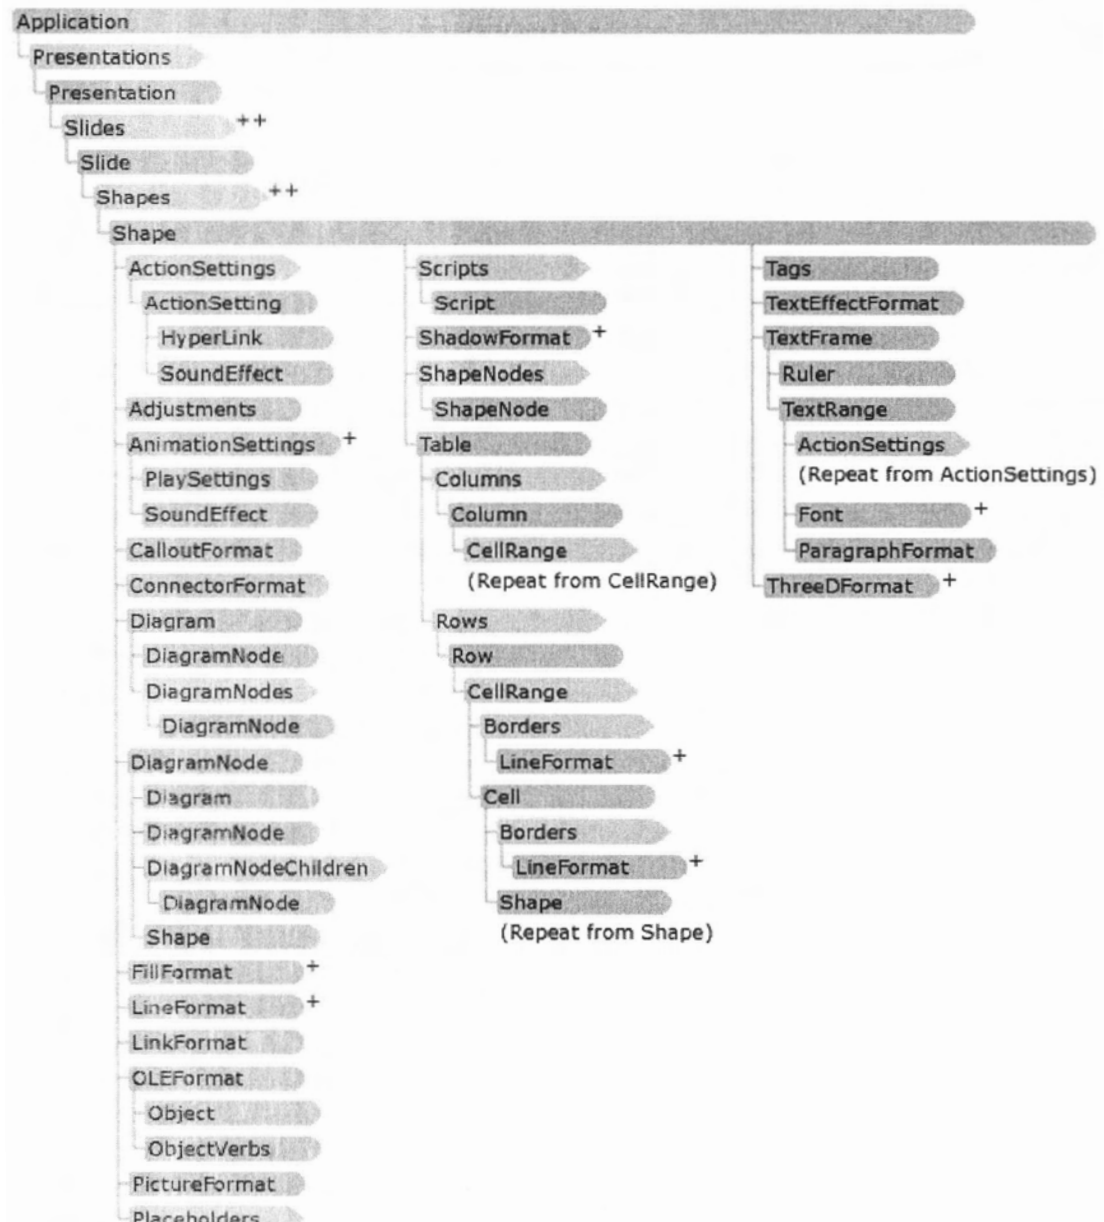 Application
Presentations
Presentation
Slides ++
Slide
Shapes ++
Shape
ActionSettings
ActionSetting
HyperLink
SoundEffect
Adjustments
AnimationSettings +
PlaySettings
SoundEffect
CalloutFormat
ConnectorFormat
Diagram
DiagramNode
DiagramNodes
DiagramNode
DiagramNode
Diagram
DiagramNode
DiagramNodeChildren
DiagramNode
Shape
FillFormat +
LineFormat +
LinkFormat
OLEFormat
Object
ObjectVerbs
PictureFormat
Placeholders
Scripts
Script
ShadowFormat +
ShapeNodes
ShapeNode
Table
Columns
Column
CellRange
(Repeat from CellRange)
Rows
Row
CellRange
Borders
LineFormat +
Cell
Borders
LineFormat +
Shape
(Repeat from Shape)
Tags
TextEffectFormat
TextFrame
Ruler
TextRange
ActionSettings
(Repeat from ActionSettings)
Font +
ParagraphFormat
ThreeDFormat +